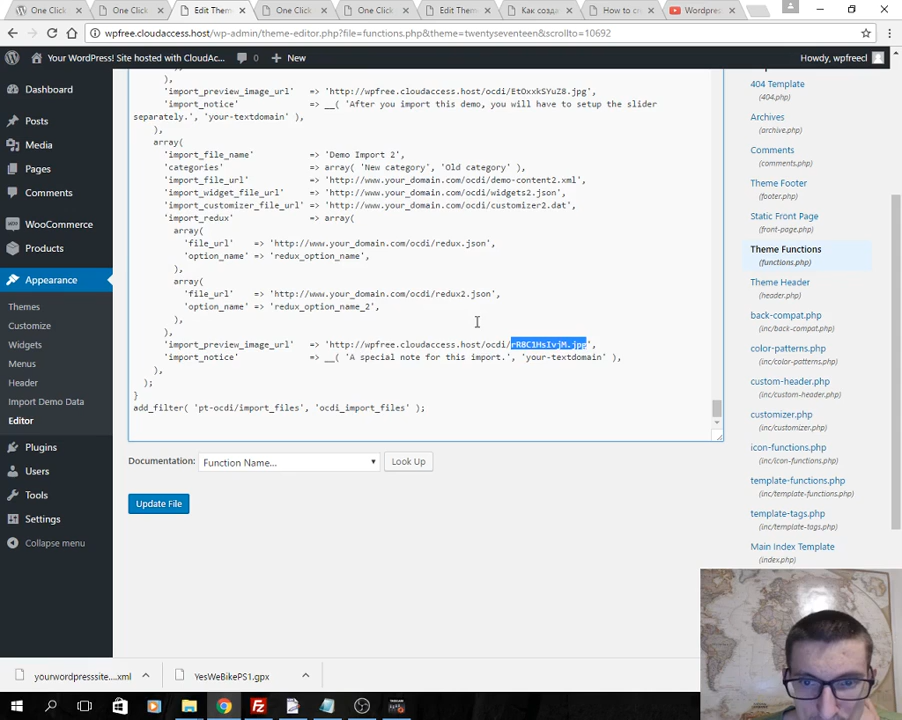 One Click
One Click
Edit Them
One Click
One Click
Edit Them
Как созда
How to c
Wordpres
wpfree.cloudaccess.host/wp-admin/theme-editor.php?file=functions.php&theme=twentyseventeen&scrollto=10692
Your WordPress! Site hosted with CloudAc...
0
New
Howdy, wpfreecl
Dashboard
Posts
Media
Pages
Comments
WooCommerce
Products
Appearance
Themes
Customize
Widgets
Menus
Header
Import Demo Data
Editor
Plugins
Users
Tools
Settings
Collapse menu
),
'import_preview_image_url' => 'http://wpfree.cloudaccess.host/ocdi/EtOxxkSYuZ8.jpg',
'import_notice' => __( 'After you import this demo, you will have to setup the slider
separately.', 'your-textdomain' ),
),
array(
'import_file_name' => 'Demo Import 2',
'categories' => array( 'New category', 'Old category' ),
'import_file_url' => 'http://www.your_domain.com/ocdi/demo-content2.xml',
'import_widget_file_url' => 'http://www.your_domain.com/ocdi/widgets2.json',
'import_customizer_file_url' => 'http://www.your_domain.com/ocdi/customizer2.dat',
'import_redux' => array(
array(
'file_url' => 'http://www.your_domain.com/ocdi/redux.json',
'option_name' => 'redux_option_name',
),
array(
'file_url' => 'http://www.your_domain.com/ocdi/redux2.json',
'option_name' => 'redux_option_name_2',
),
),
'import_preview_image_url' => 'http://wpfree.cloudaccess.host/ocdi/rR8C1HsIvjM.jpg',
'import_notice' => __( 'A special note for this import.', 'your-textdomain' ),
),
);
}
add_filter( 'pt-ocdi/import_files', 'ocdi_import_files' );
Documentation:
Function Name...
Look Up
Update File
404 Template
(404.php)
Archives
(archive.php)
Comments
(comments.php)
Theme Footer
(footer.php)
Static Front Page
(front-page.php)
Theme Functions
(functions.php)
Theme Header
(header.php)
back-compat.php
(inc/back-compat.php)
color-patterns.php
(inc/color-patterns.php)
custom-header.php
(inc/custom-header.php)
customizer.php
(inc/customizer.php)
icon-functions.php
(inc/icon-functions.php)
template-functions.php
(inc/template-functions.php)
template-tags.php
(inc/template-tags.php)
Main Index Template
(index.php)
yourwordpresssite....xml
YesWeBikePS1.gpx